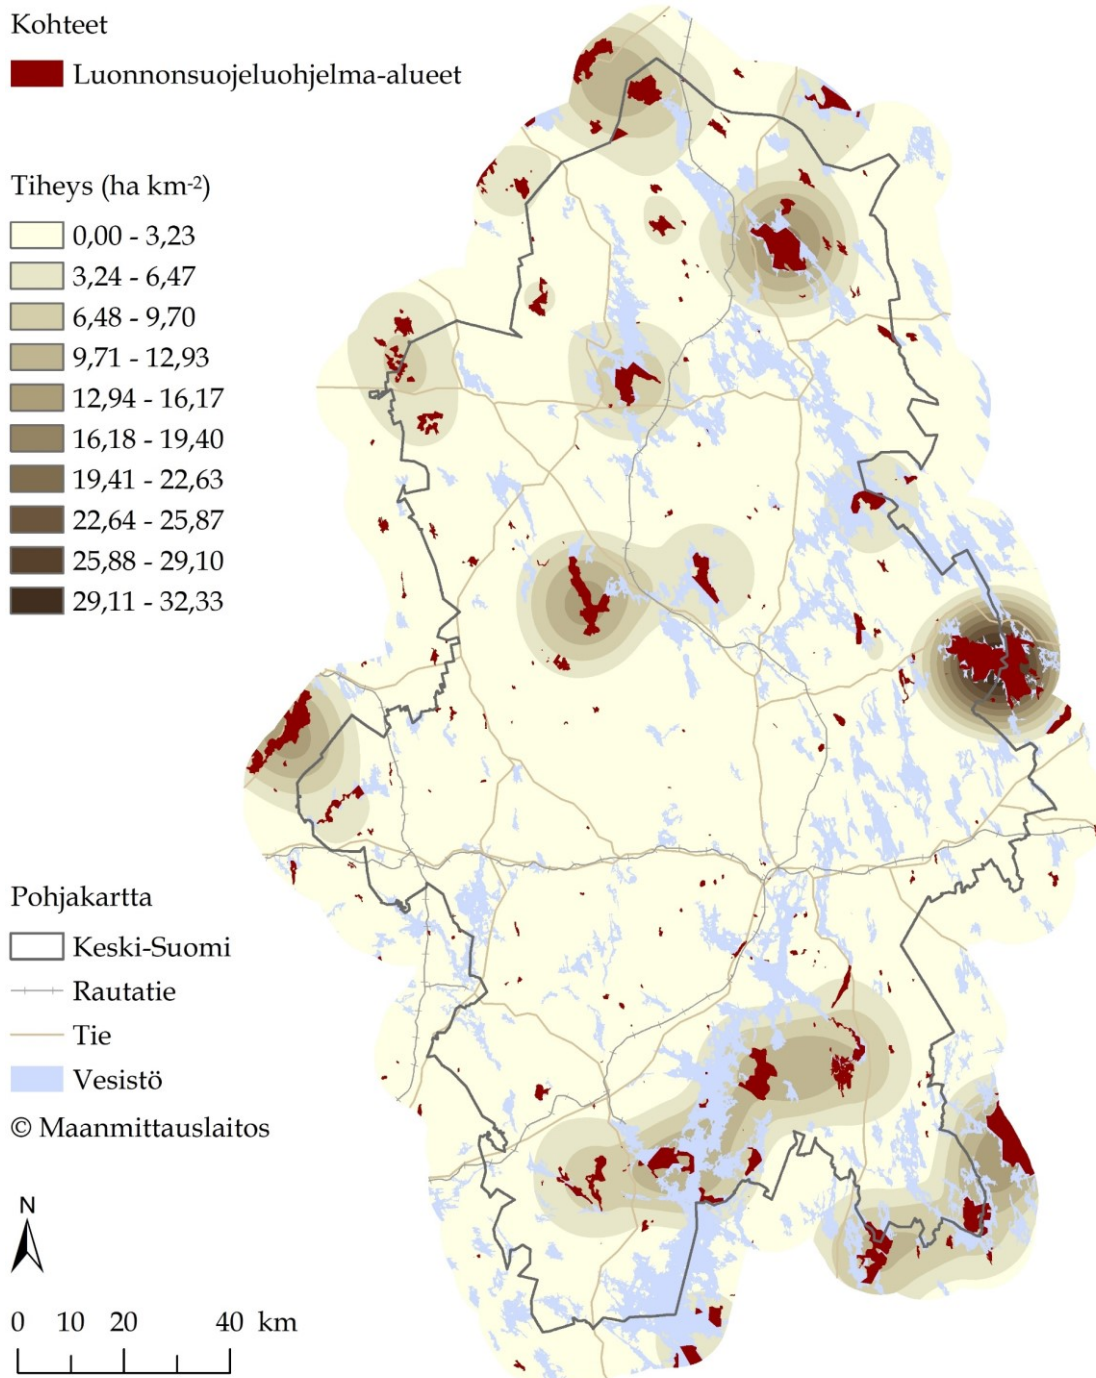 Kohteet
Luonnonsuojeluohjelma-alueet
Tiheys (ha km-2)
0,00 - 3,23
3,24 - 6,47
6,48 - 9,70
9,71 - 12,93
12,94 - 16,17
16,18 - 19,40
19,41 - 22,63
22,64 - 25,87
25,88 - 29,10
29,11 - 32,33
Pohjakartta
Keski-Suomi
Rautatie
Tie
Vesistö
© Maanmittauslaitos
N
0 10 20 40 km